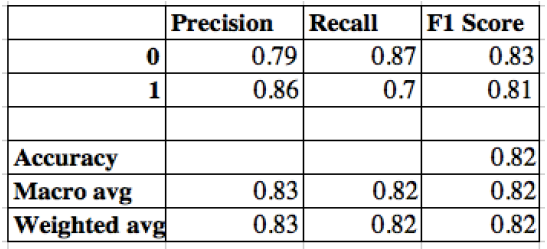 Precision Recall F1 Score
0 0.79 0.87 0.83
1 0.86 0.7 0.81
Accuracy 0.82
Macro avg 0.83 0.82 0.82
Weighted avg 0.83 0.82 0.82